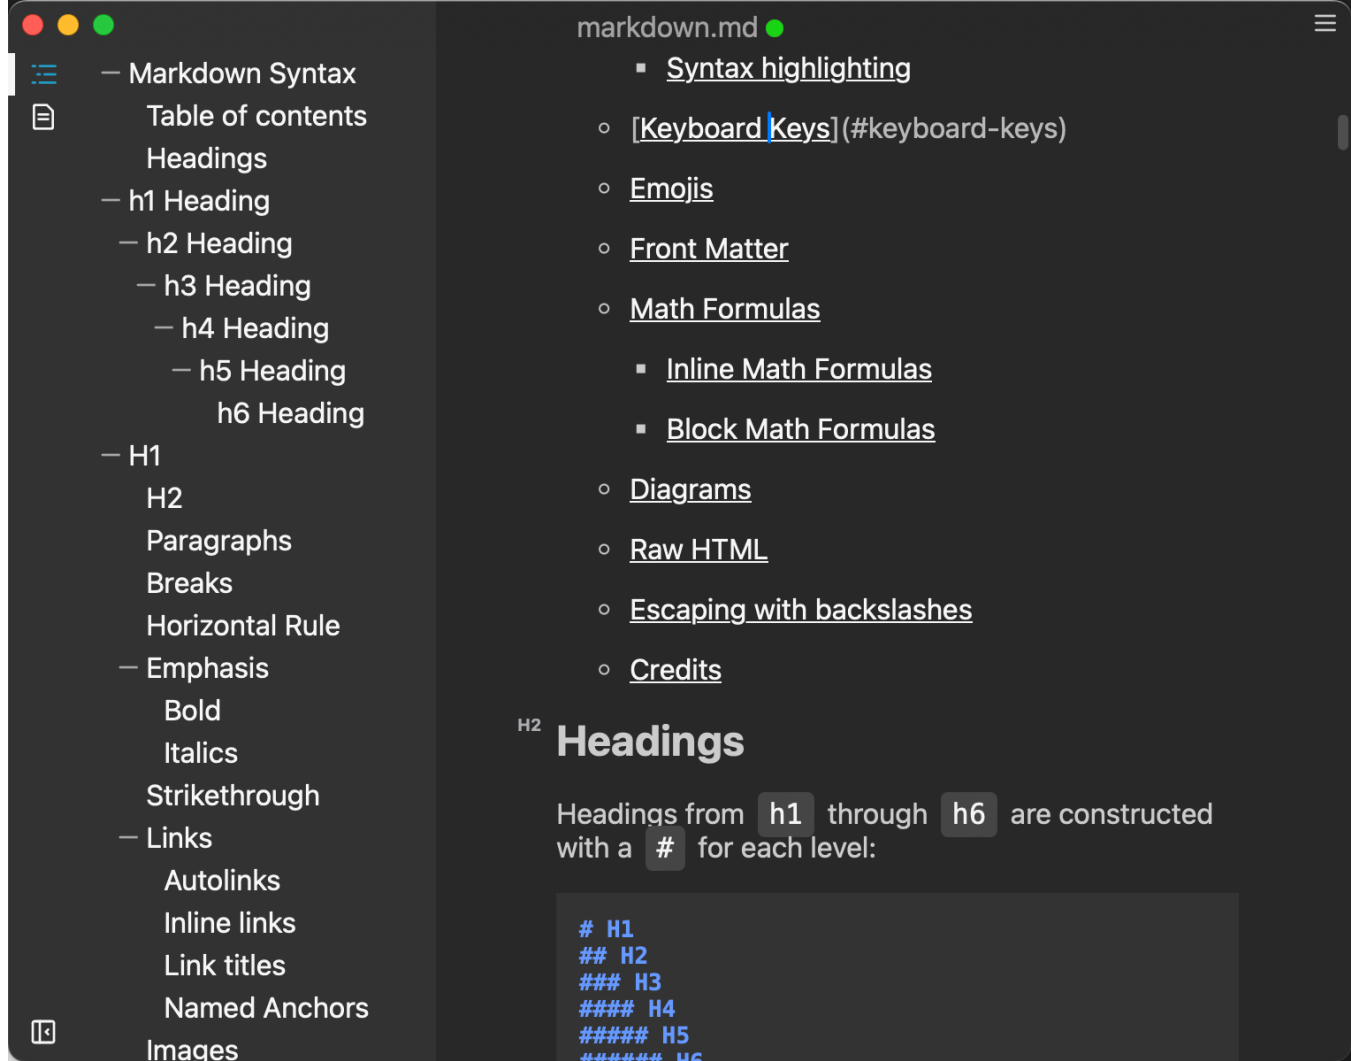 markdown.md
Markdown Syntax
Table of contents
Headings
h1 Heading
h2 Heading
h3 Heading
h4 Heading
h5 Heading
h6 Heading
H1
H2
Paragraphs
Breaks
Horizontal Rule
Emphasis
Bold
Italics
Strikethrough
Links
Autolinks
Inline links
Link titles
Named Anchors
Images
Syntax highlighting
[Keyboard Keys](#keyboard-keys)
Emojis
Front Matter
Math Formulas
Inline Math Formulas
Block Math Formulas
Diagrams
Raw HTML
Escaping with backslashes
Credits
H2 Headings
Headings from h1 through h6 are constructed
with a # for each level:
# H1
## H2
### H3
#### H4
##### H5
###### H6